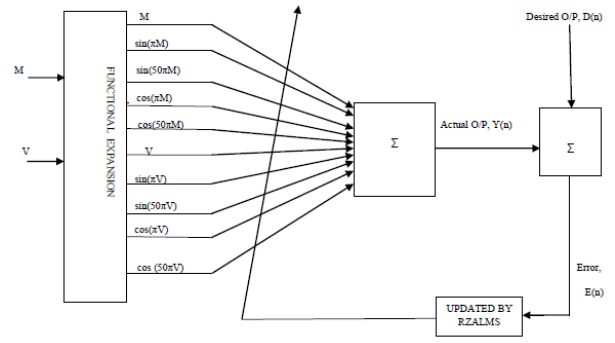 M
V
FUNCTIONAL EXPANSION
M
sin(πM)
sin(50πM)
cos(πM)
cos(50πM)
V
sin(πV)
sin(50πV)
cos(πV)
cos (50πV)
Σ
Actual O/P, Y(n)
Desired O/P, D(n)
Σ
Error,
E(n)
UPDATED BY
RZALMS